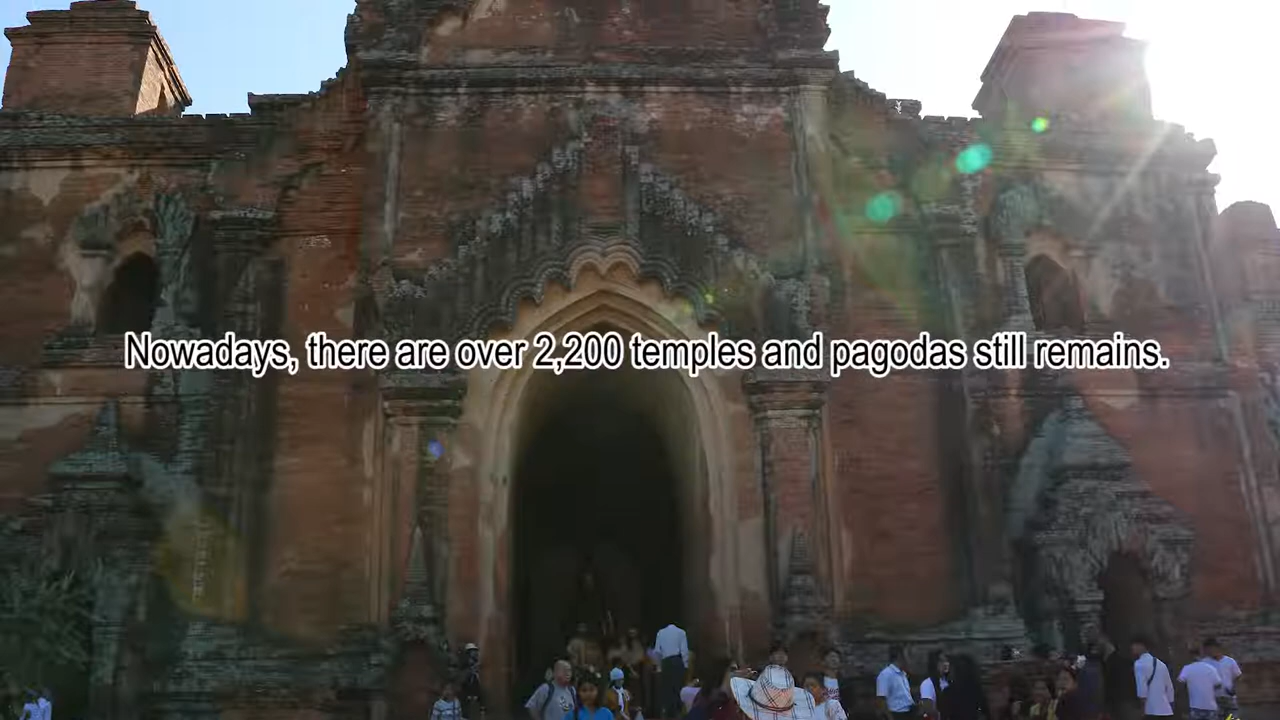 Nowadays, there are over 2,200 temples and pagodas still remains.